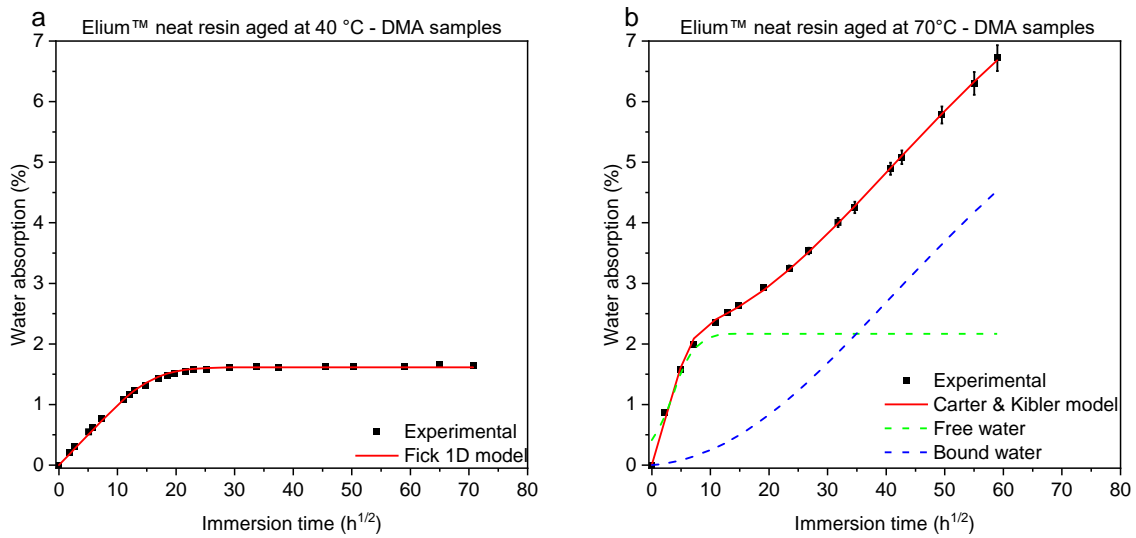 a
Elium™ neat resin aged at 40 °C - DMA samples
7
6
5
4
3
2
1
0
Water absorption (%)
Experimental
Fick 1D model
0 10 20 30 40 50 60 70 80
Immersion time (h1/2)
b
Elium™ neat resin aged at 70°C - DMA samples
7
6
5
4
3
2
1
0
Water absorption (%)
Experimental
Carter & Kibler model
Free water
Bound water
0 10 20 30 40 50 60 70 80
Immersion time (h1/2)